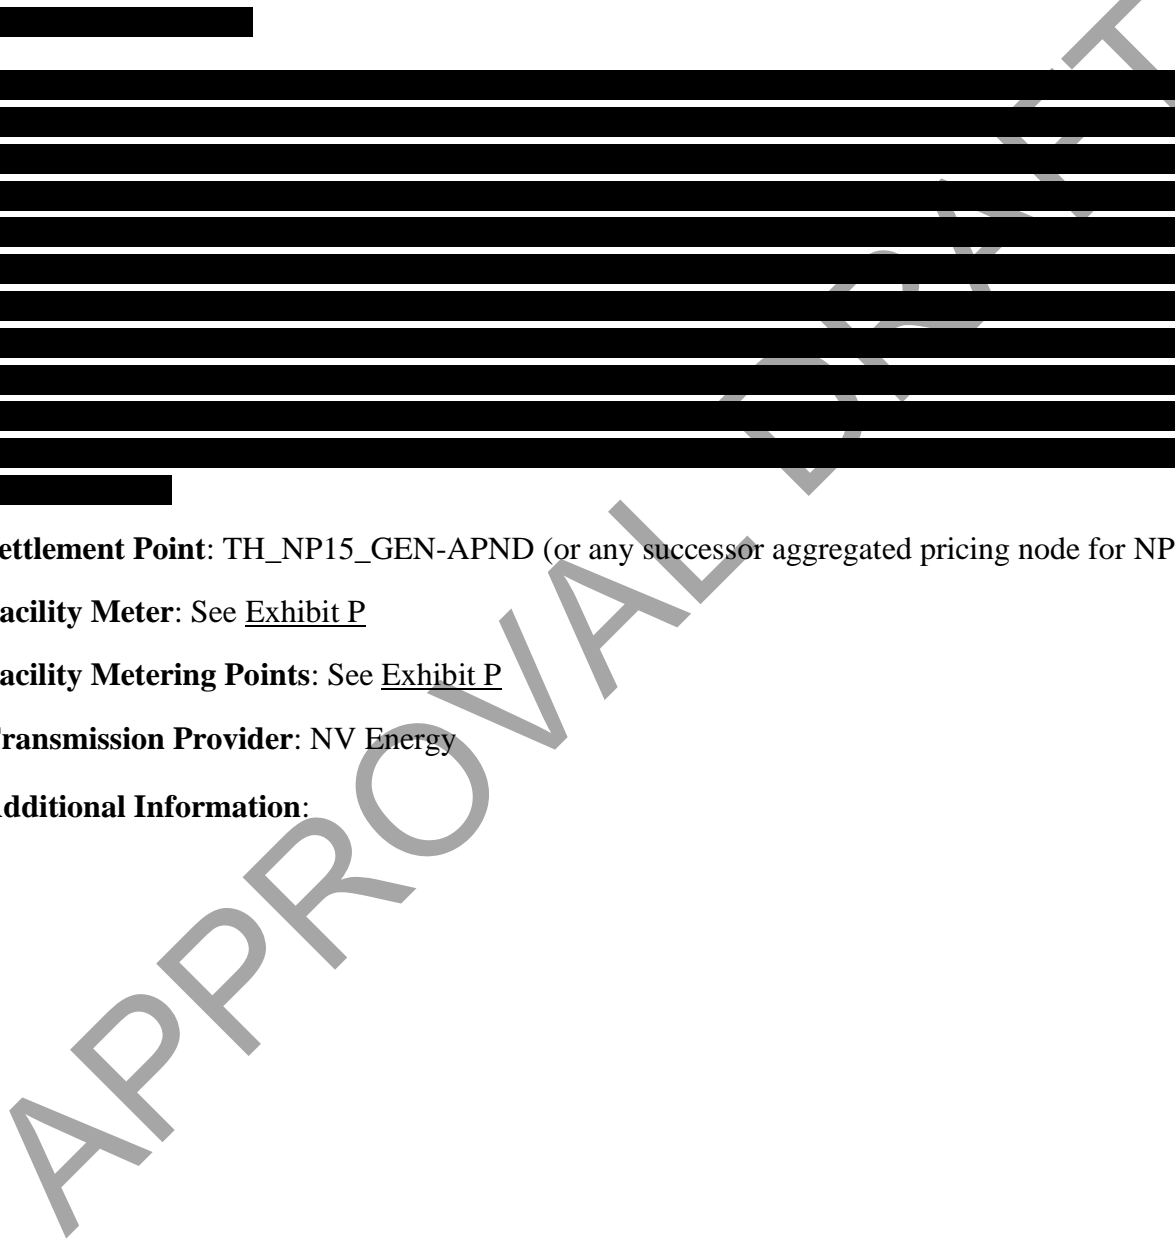 ettlement Point: TH_NP15_GEN-APND (or any successor aggregated pricing node for NP
acility Meter: See Exhibit P
acility Metering Points: See Exhibit P
ransmission Provider: NV Energy
dditional Information:
APPROVAL DRAFT